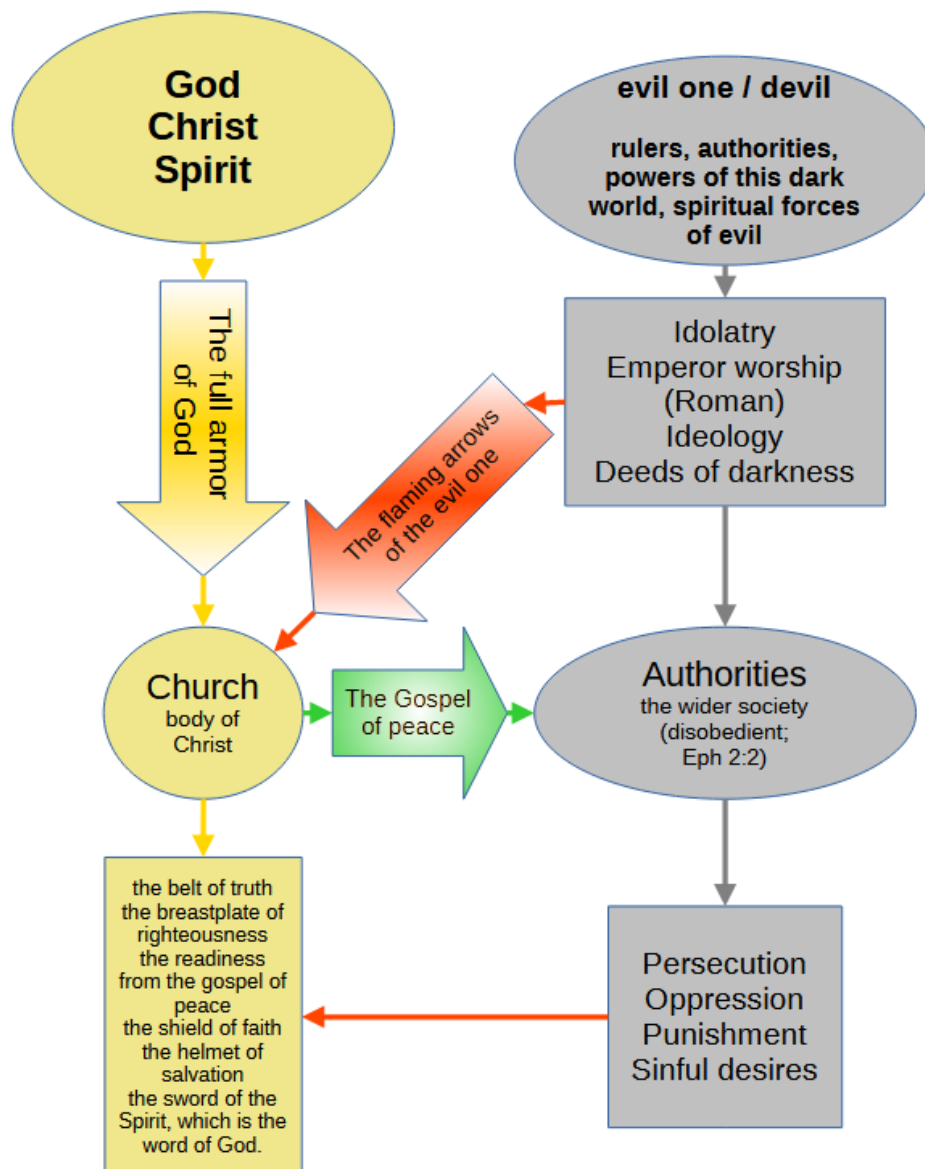 God
Christ
Spirit
evil one / devil
rulers, authorities,
powers of this dark
world, spiritual forces
of evil
The full armor
of God
Idolatry
Emperor worship
(Roman)
Ideology
Deeds of darkness
The flaming arrows
of the evil one
Church
body of
Christ
The Gospel
of peace
Authorities
the wider society
(disobedient;
Eph 2:2)
the belt of truth
the breastplate of
righteousness
the readiness
from the gospel of
peace
the shield of faith
the helmet of
salvation
the sword of the
Spirit, which is the
word of God.
Persecution
Oppression
Punishment
Sinful desires